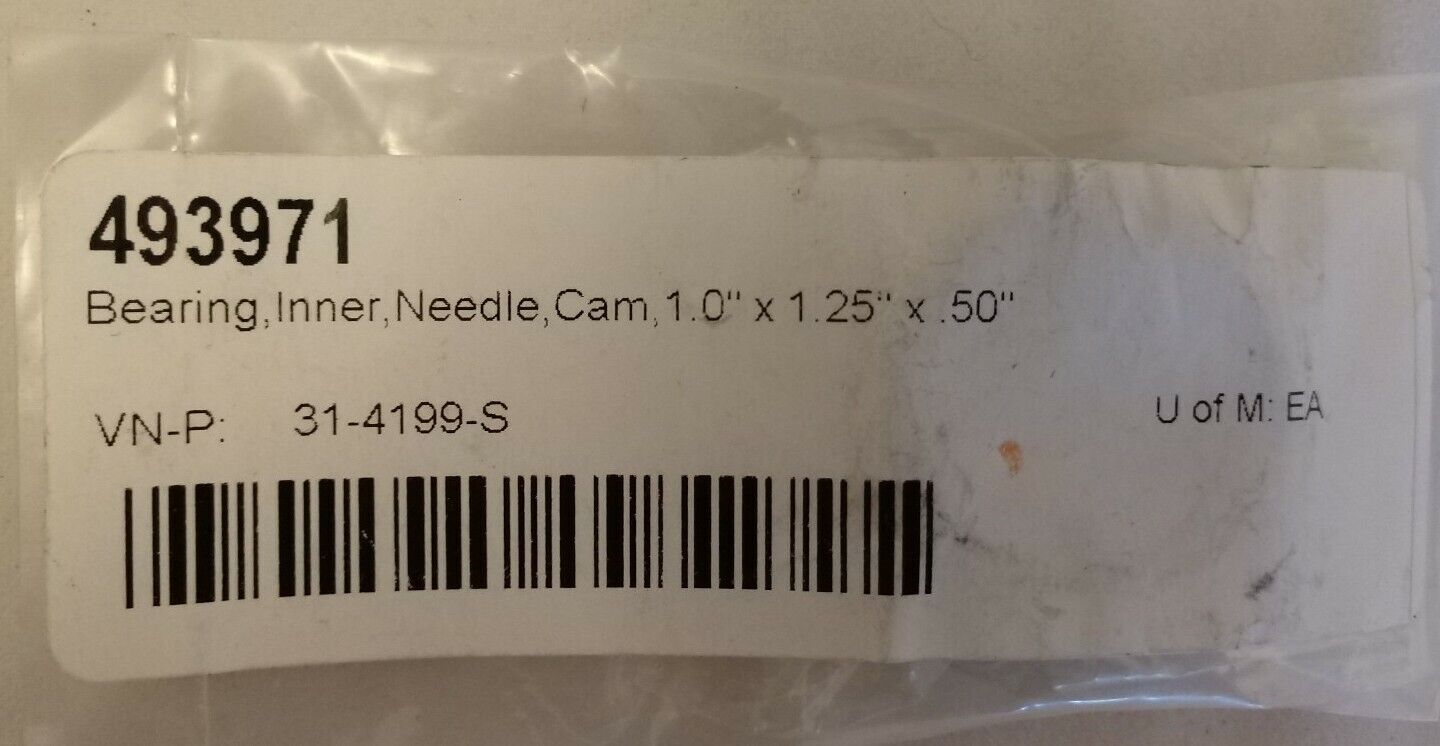 493971
Bearing,Inner,Needle,Cam,1.0" x 1.25" x .50"
VN-P: 31-4199-S U of M: EA